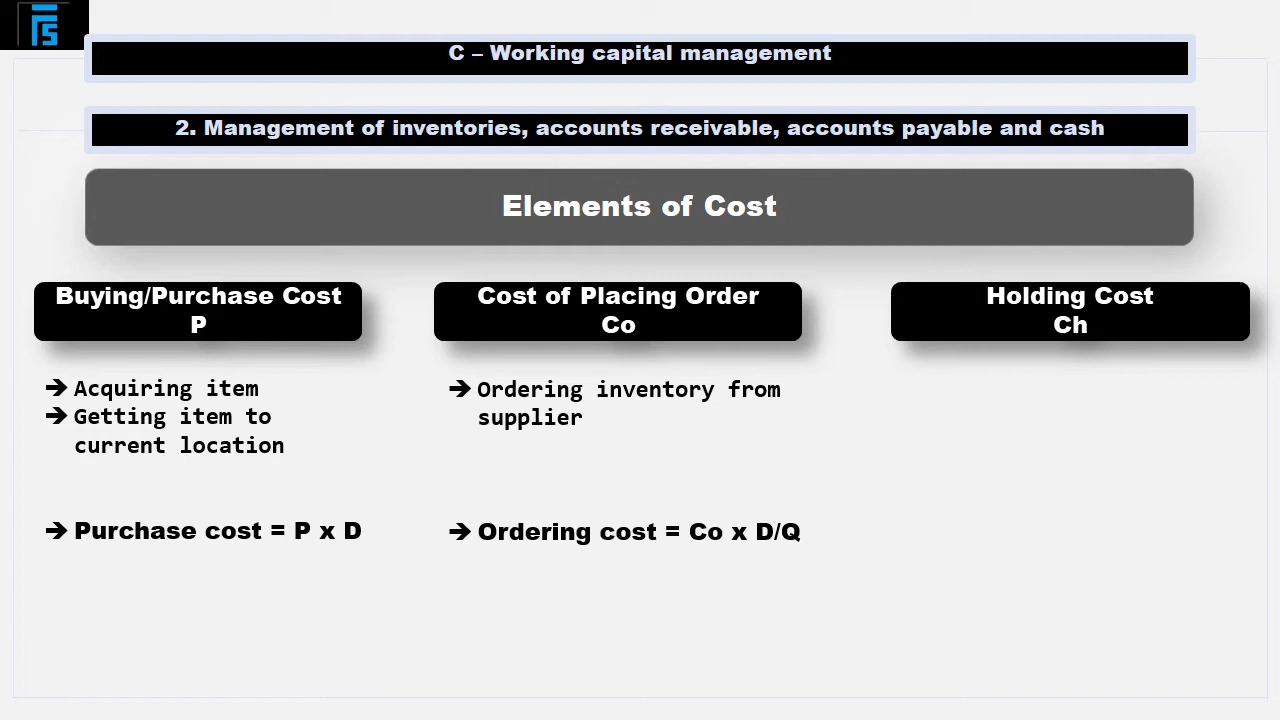 C – Working capital management
2. Management of inventories, accounts receivable, accounts payable and cash
Elements of Cost
Buying/Purchase Cost
P
➔ Acquiring item
➔ Getting item to
current location
➔ Purchase cost = P x D
Cost of Placing Order
Co
➔ Ordering inventory from
supplier
➔ Ordering cost = Co x D/Q
Holding Cost
Ch